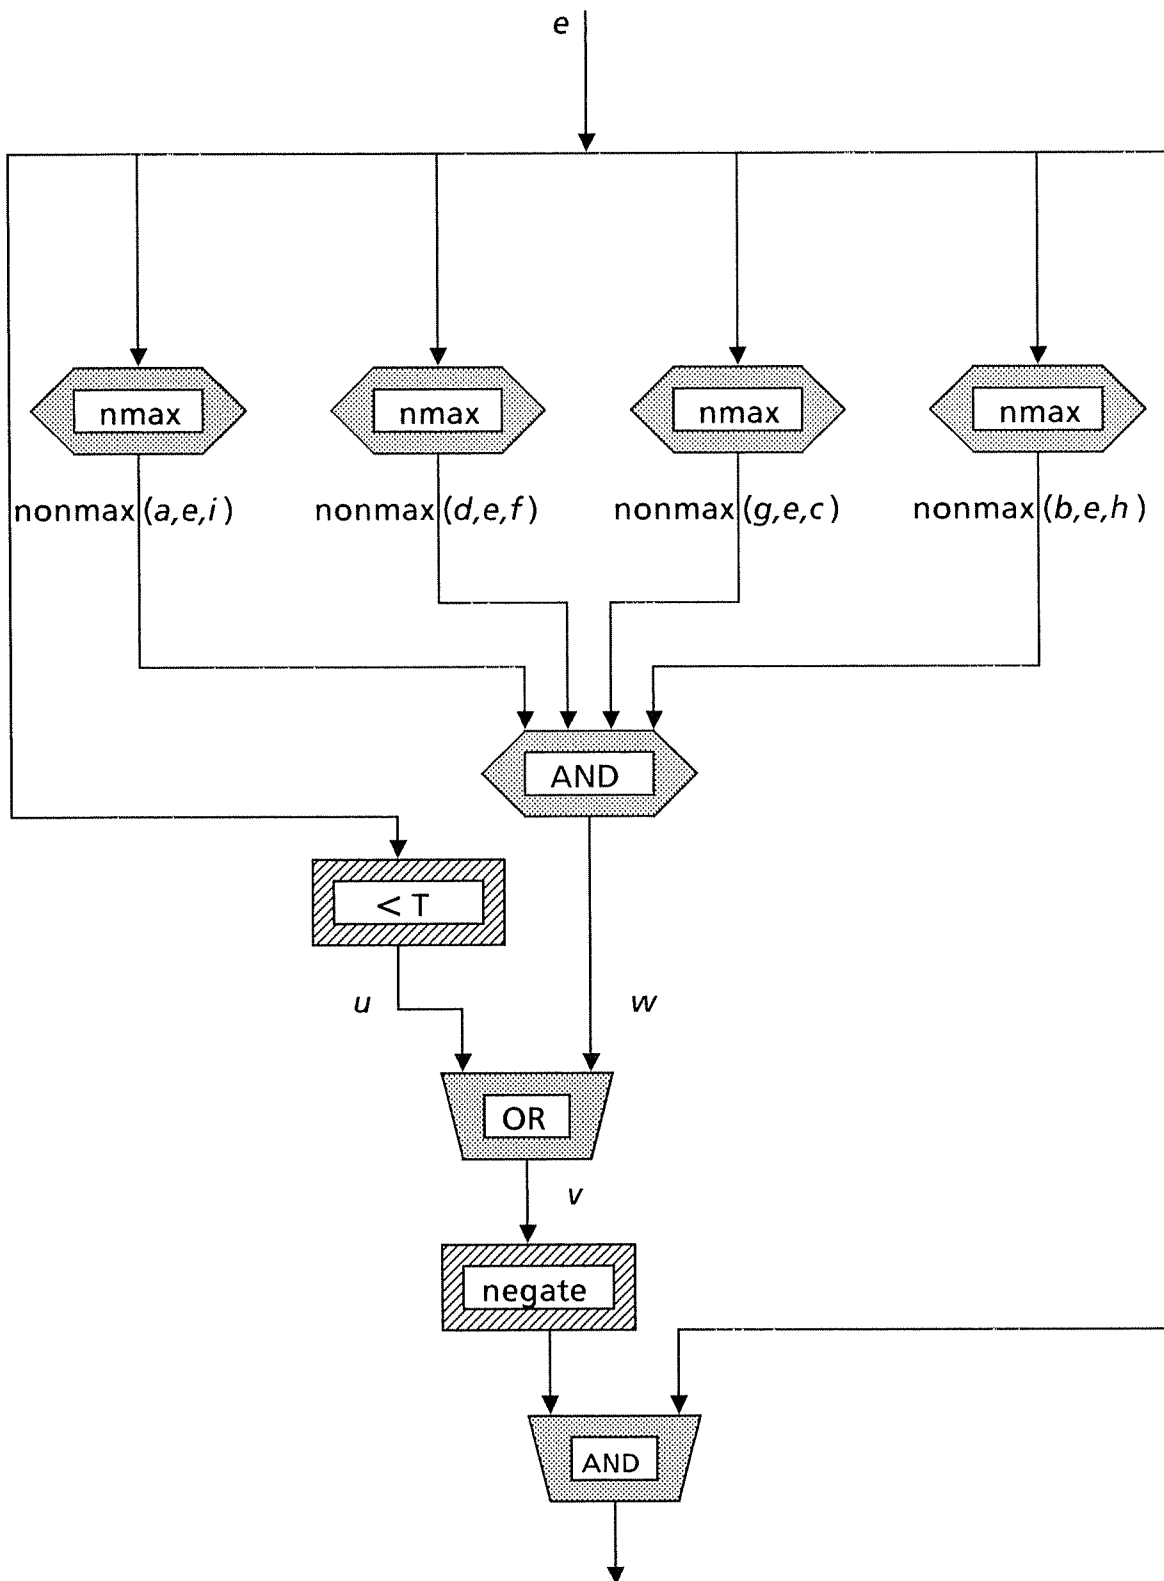 e
nmax nmax nmax nmax
nonmax (a,e,i) nonmax (d,e,f) nonmax (g,e,c) nonmax (b,e,h)
AND
< T
u w
OR
v
negate
AND